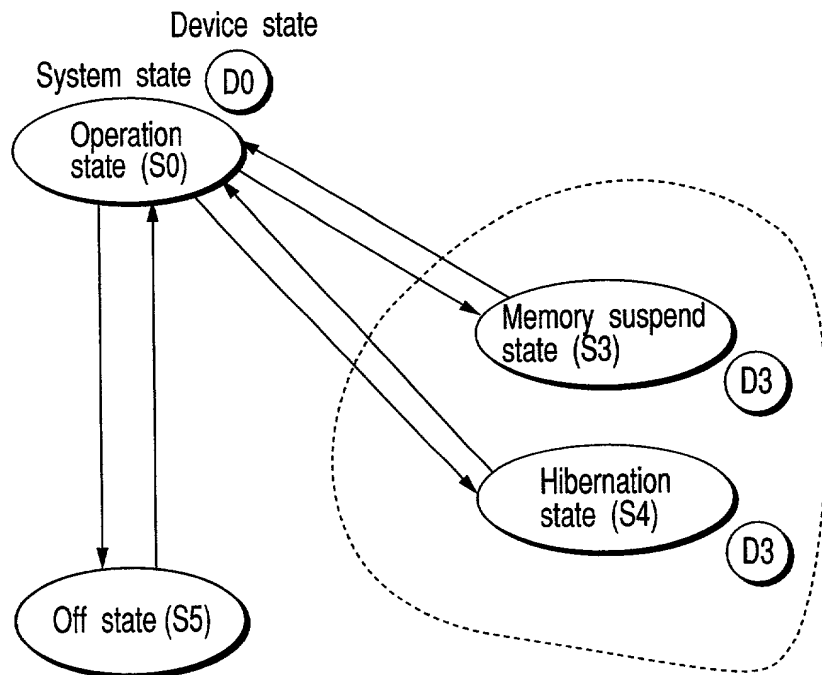 Device state
System state
D0
Operation
state (S0)
Memory suspend
state (S3)
D3
Hibernation
state (S4)
D3
Off state (S5)